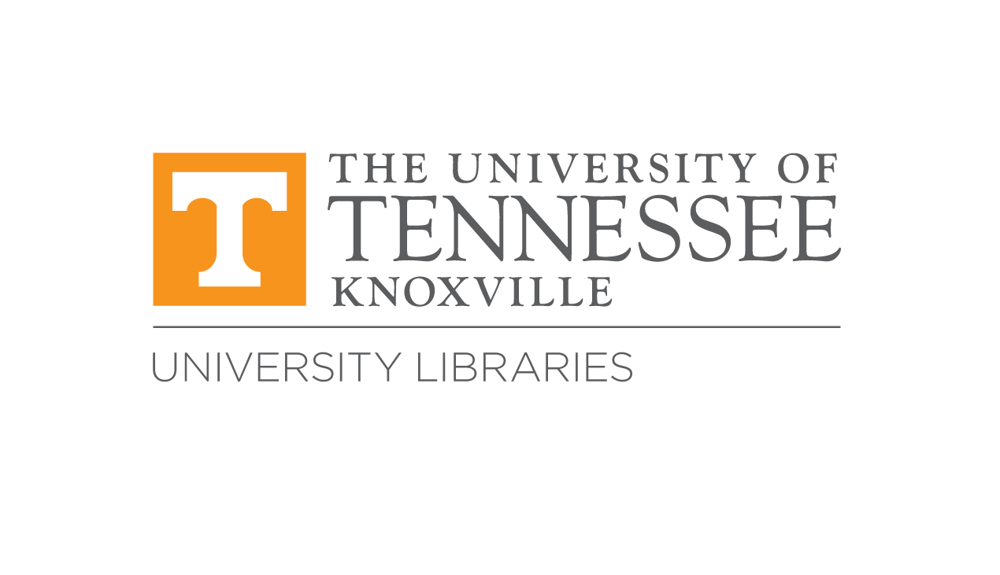 T
THE UNIVERSITY OF
TENNESSEE
KNOXVILLE
UNIVERSITY LIBRARIES